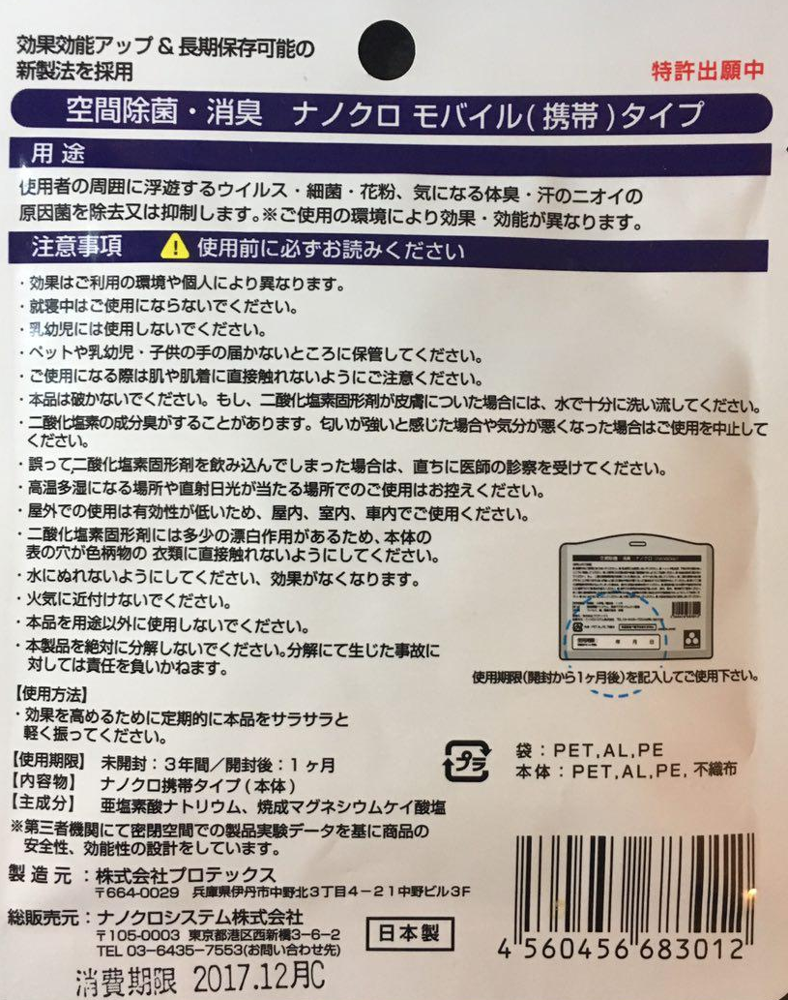 効果効能アップ & 長期保存可能の
新製法を採用
特許出願中
空間除菌・消臭 ナノクロ モバイル(携帯)タイプ
用途
使用者の周囲に浮遊するウイルス・細菌・花粉、気になる体臭・汗のニオイの
原因菌を除去又は抑制します。※ご使用の環境により効果・効能が異なります。
注意事項 使用前に必ずお読みください
・効果はご利用の環境や個人により異なります。
・就寝中はご使用にならないでください。
・乳幼児には使用しないでください。
・ペットや乳幼児・子供の手の届かないところに保管してください。
・ご使用になる際は肌や肌着に直接触れないようにご注意ください。
・本品は破かないでください。もし、二酸化塩素固形剤が皮膚についた場合には、水で十分に洗い流してください。
・二酸化塩素の成分臭がすることがあります。匂いが強いと感じた場合や気分が悪くなった場合はご使用を中止して
ください。
・誤って二酸化塩素固形剤を飲み込んでしまった場合は、直ちに医師の診察を受けてください。
・高温多湿になる場所や直射日光が当たる場所でのご使用はお控えください。
・屋外での使用は有効性が低いため、屋内、室内、車内でご使用ください。
・二酸化塩素固形剤には多少の漂白作用があるため、本体の
表の穴が色柄物の 衣類に直接触れないようにしてください。
・水にぬれないようにしてください、効果がなくなります。
・火気に近付けないでください。
・本品を用途以外に使用しないでください。
・本製品を絶対に分解しないでください。分解にて生じた事故に
対しては責任を負いかねます。
年 月 日
使用期限(開封から1ヶ月後)を記入してご使用下さい。
【使用方法】
・効果を高めるために定期的に本品をサラサラと
軽く振ってください。
【使用期限】 未開封:3年間/開封後:1ヶ月
【内容物】 ナノクロ携帯タイプ(本体)
【主成分】 亜塩素酸ナトリウム、焼成マグネシウムケイ酸塩
プラ
袋:PET,AL,PE
本体:PET,AL,PE, 不織布
※第三者機関にて密閉空間での製品実験データを基に商品の
安全性、効能性の設計をしています。
製造元:株式会社プロテックス
〒664-0029 兵庫県伊丹市中野北3丁目4-21中野ビル3F
総販売元:ナノクロシステム株式会社
〒105-0003 東京都港区西新橋3-6-2
TEL 03-6435-7553(お問い合わせ先)
日本製
4 560456 683012
消費期限 2017.12月C